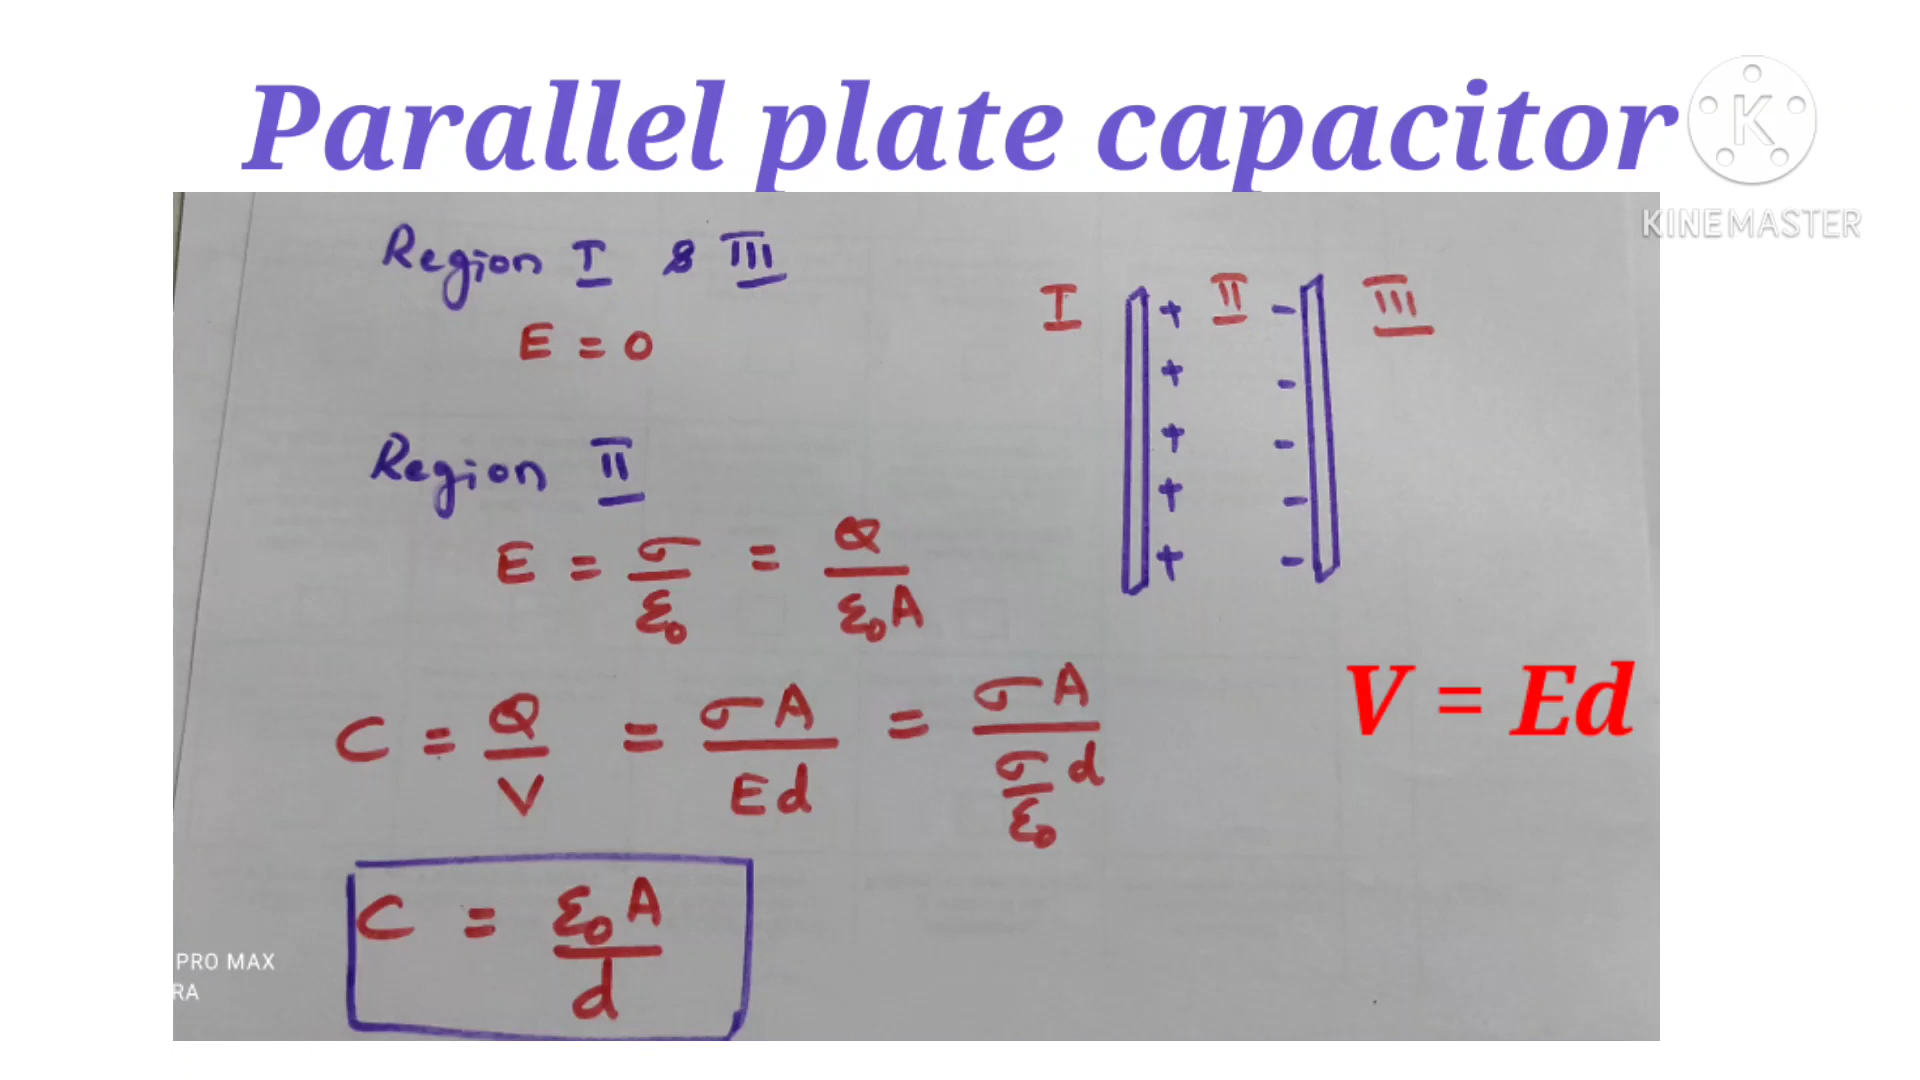 Parallel plate capacitor
K
KINEMASTER
Region I & III
E = 0
I + II - III
+ -
+ -
+ -
+ -
Region II
E = σ/ε₀ = Q/ε₀A
V = Ed
C = Q/V = σA/Ed = σA/(σ/ε₀ d)
C = ε₀A/d
PRO MAX
RA